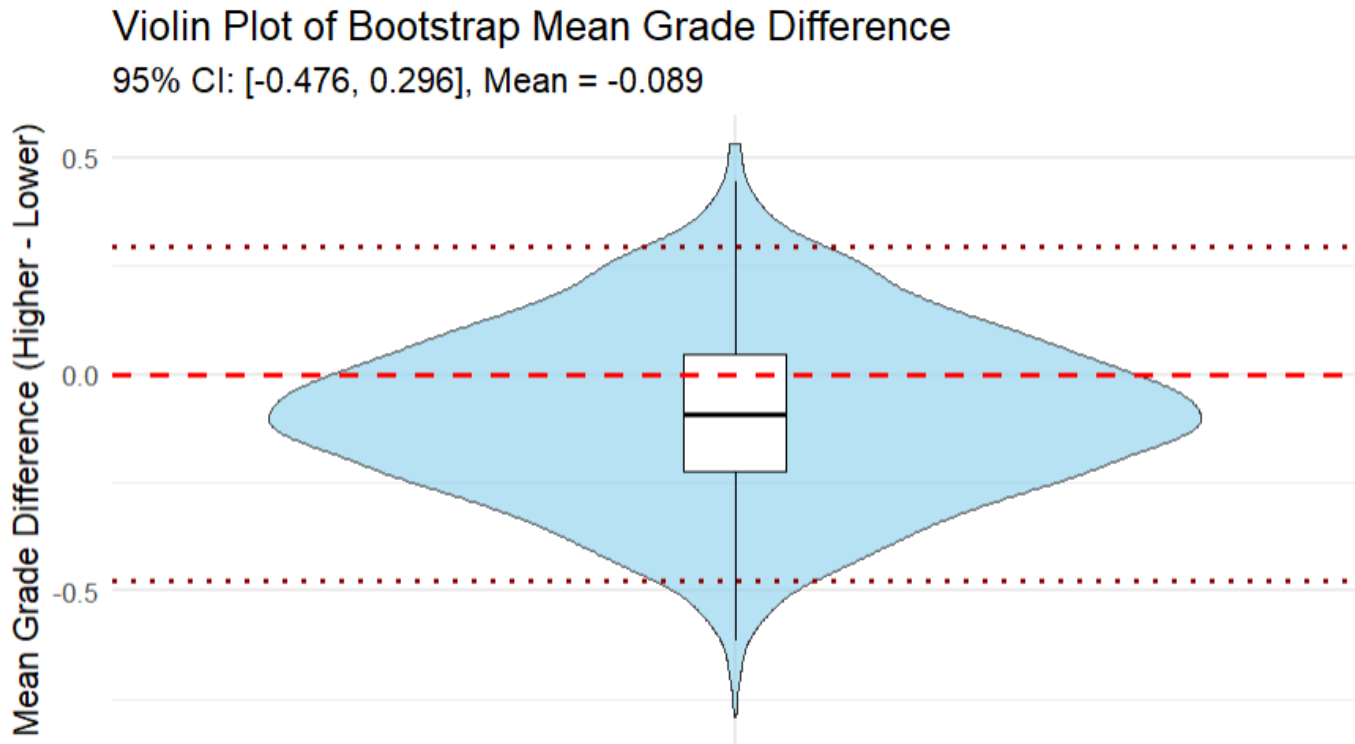 Violin Plot of Bootstrap Mean Grade Difference
95% CI: [-0.476, 0.296], Mean = -0.089
Mean Grade Difference (Higher - Lower)
0.5
0.0
-0.5